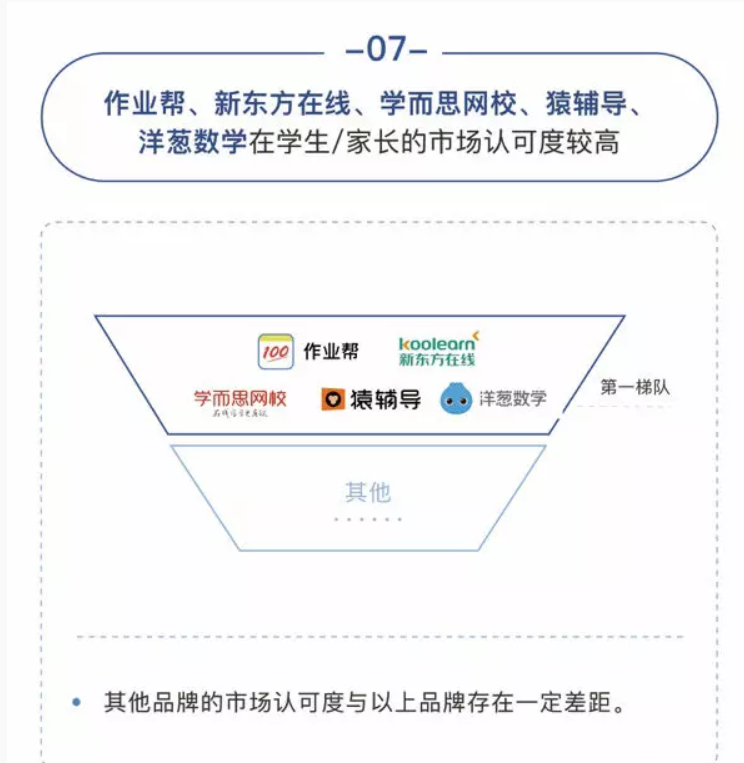 –07–
作业帮、新东方在线、学而思网校、猿辅导、
洋葱数学在学生/家长的市场认可度较高
100 作业帮
koolearn
新东方在线
学而思网校 猿辅导 洋葱数学
第一梯队
其他
······
其他品牌的市场认可度与以上品牌存在一定差距。